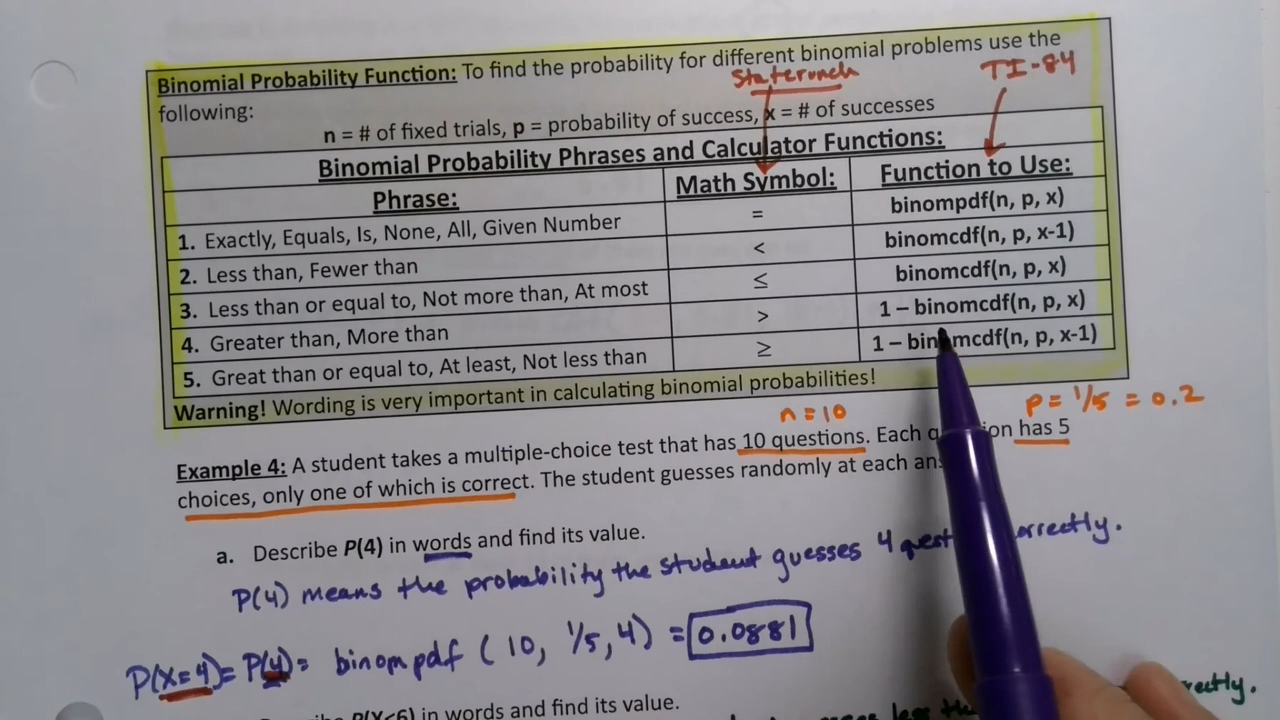 Binomial Probability Function: To find the probability for different binomial problems use the
Statcrunch
TI-84
following:
n = # of fixed trials, p = probability of success, x = # of successes
Binomial Probability Phrases and Calculator Functions:
Phrase: Math Symbol: Function to Use:
1. Exactly, Equals, Is, None, All, Given Number = binompdf(n, p, x)
2. Less than, Fewer than < binomcdf(n, p, x-1)
3. Less than or equal to, Not more than, At most ≤ binomcdf(n, p, x)
4. Greater than, More than > 1 – binomcdf(n, p, x)
5. Great than or equal to, At least, Not less than ≥ 1 – binomcdf(n, p, x-1)
Warning! Wording is very important in calculating binomial probabilities!
n = 10
p = 1/5 = 0.2
Example 4: A student takes a multiple-choice test that has 10 questions. Each has 5
choices, only one of which is correct. The student guesses randomly at each
a. Describe P(4) in words and find its value.
P(4) means the probability the student guesses 4
P(X=4) = P(4) = binompdf (10, 1/5, 4) = 0.0881
in words and find its value.
less